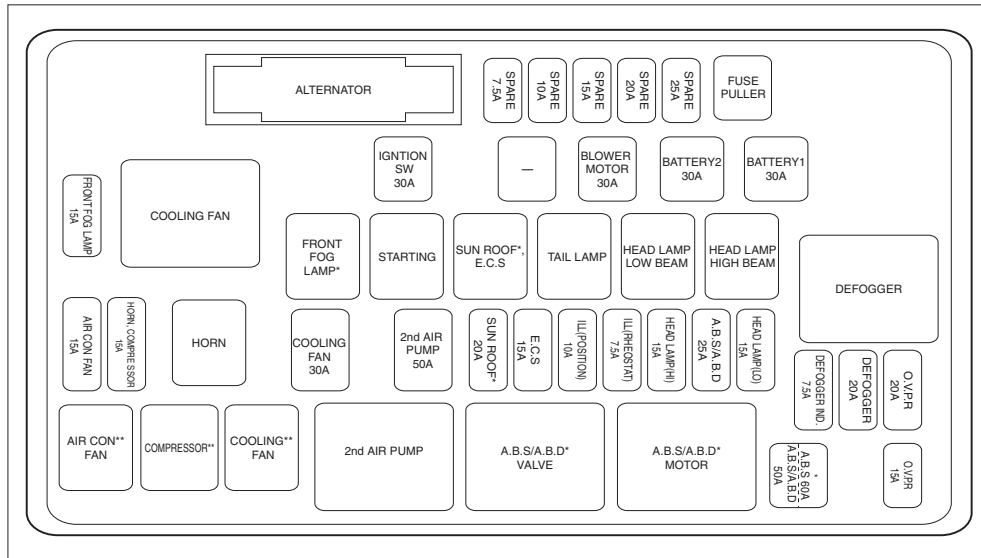 ALTERNATOR
SPARE
7.5A
SPARE
10A
SPARE
15A
SPARE
20A
SPARE
25A
FUSE
PULLER
IGNTION
SW
30A
—
BLOWER
MOTOR
30A
BATTERY2
30A
BATTERY1
30A
FRONT FOG LAMP
15A
COOLING FAN
FRONT
FOG
LAMP*
STARTING
SUN ROOF*,
E.C.S
TAIL LAMP
HEAD LAMP
LOW BEAM
HEAD LAMP
HIGH BEAM
DEFOGGER
AIR CON FAN
15A
HORN, COMPRESSOR
15A
HORN
COOLING
FAN
30A
2nd AIR
PUMP
50A
SUN ROOF*
20A
E.C.S
15A
ILL(POSITION)
10A
ILL(RHEOSTAT)
7.5A
HEAD LAMP(HI)
15A
A.B.S/A.B.D
25A
HEAD LAMP(LO)
15A
DEFOGGER IND.
7.5A
DEFOGGER
20A
O.V.P.R
20A
AIR CON**
FAN
COMPRESSOR**
COOLING**
FAN
2nd AIR PUMP
A.B.S/A.B.D*
VALVE
A.B.S/A.B.D*
MOTOR
*
A.B.S 60A
A.B.S/A.B.D
50A
O.V.P.R
15A